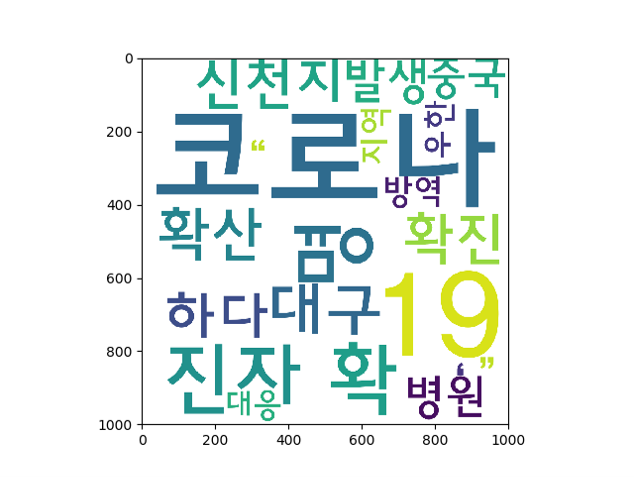 0
200
400
600
800
1000
신천지 발생 중국
코로나
“
지역
우한
방역
확산
명
확진
하다
대구
19
진자 확
”
‘
대응
병원
0 200 400 600 800 1000